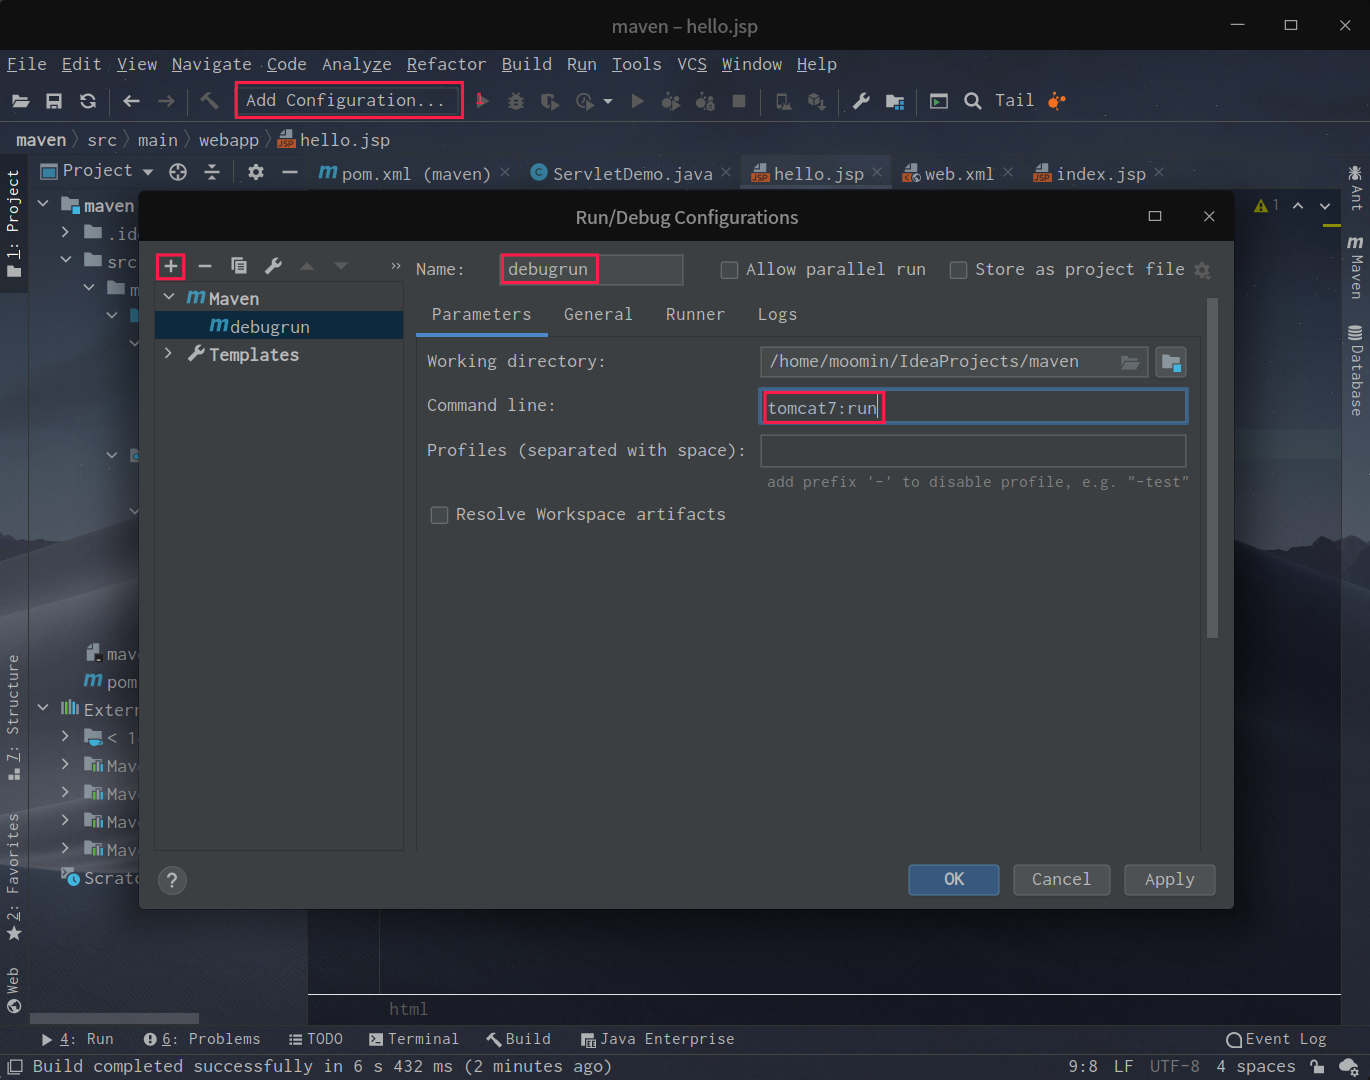 maven – hello.jsp
File Edit View Navigate Code Analyze Refactor Build Run Tools VCS Window Help
Add Configuration... Tail
maven src main webapp hello.jsp
Project pom.xml (maven) ServletDemo.java hello.jsp web.xml index.jsp
1: Project
maven
.id
src
m
1
Ant
Maven
Database
Run/Debug Configurations
Name: debugrun Allow parallel run Store as project file
Maven
debugrun
Templates
Parameters General Runner Logs
Working directory: /home/moomin/IdeaProjects/maven
Command line: tomcat7:run
Profiles (separated with space):
add prefix '-' to disable profile, e.g. "-test"
Resolve Workspace artifacts
OK Cancel Apply
?
mav
pom
Extern
< 1
Mav
Mav
Mav
Mav
Scratc
7: Structure
2: Favorites
Web
html
4: Run 6: Problems TODO Terminal Build Java Enterprise Event Log
Build completed successfully in 6 s 432 ms (2 minutes ago) 9:8 LF UTF-8 4 spaces